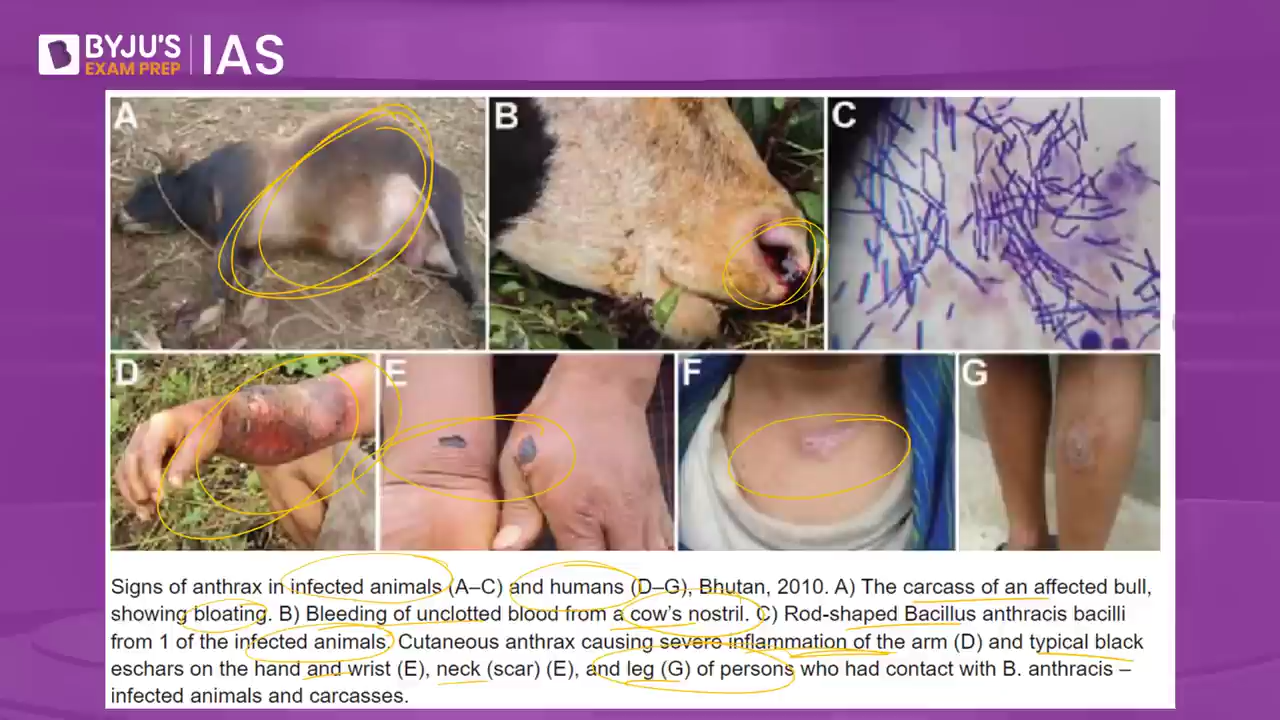 BYJU'S
EXAM PREP
IAS
A
B
C
D
E
F
G
Signs of anthrax in infected animals (A–C) and humans (D–G), Bhutan, 2010. A) The carcass of an affected bull,
showing bloating. B) Bleeding of unclotted blood from a cow's nostril. C) Rod-shaped Bacillus anthracis bacilli
from 1 of the infected animals. Cutaneous anthrax causing severe inflammation of the arm (D) and typical black
eschars on the hand and wrist (E), neck (scar) (E), and leg (G) of persons who had contact with B. anthracis –
infected animals and carcasses.